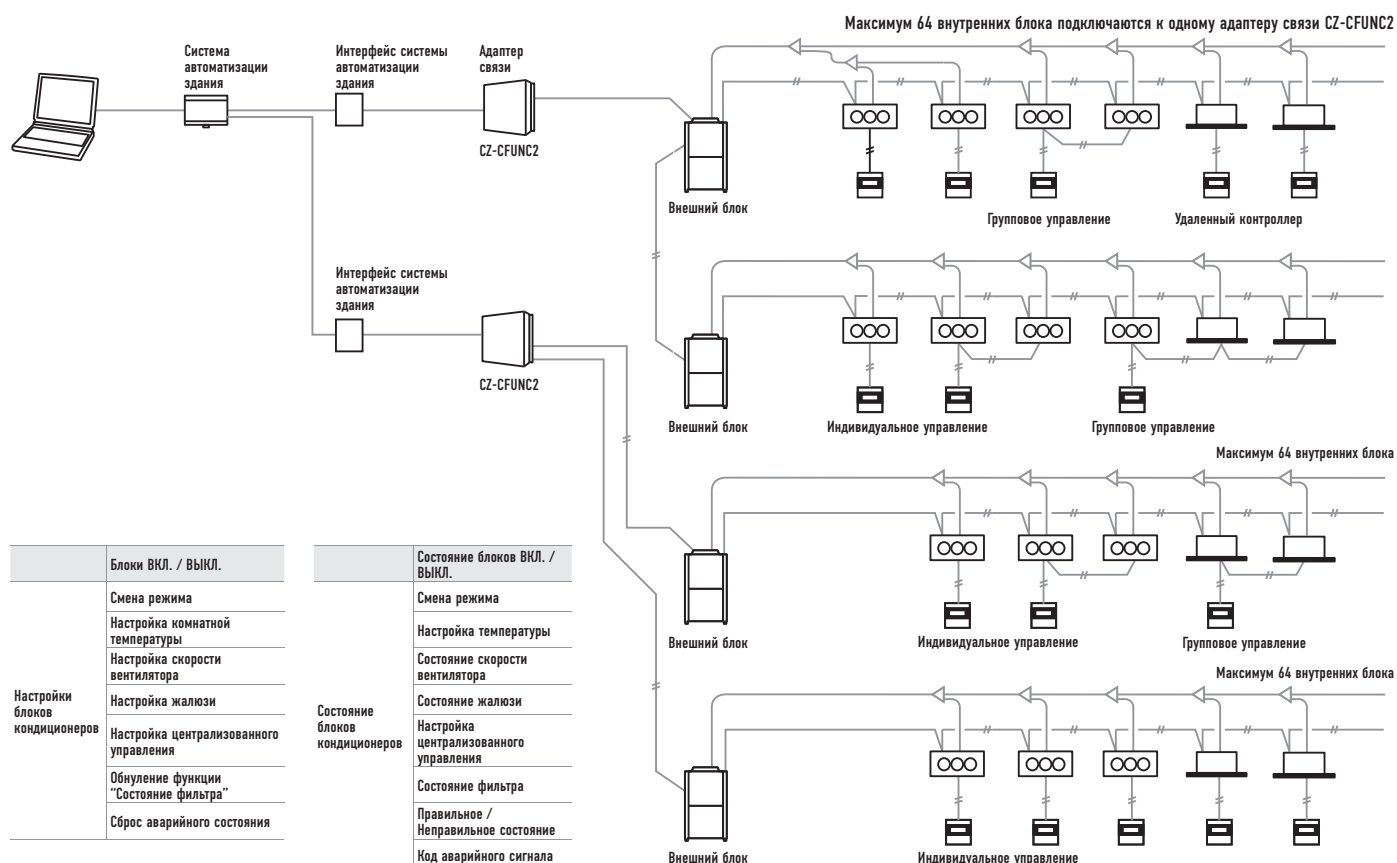 Максимум 64 внутренних блока подключаются к одному адаптеру связи CZ-CFUNC2
Система
автоматизации
здания
Интерфейс системы
автоматизации
здания
Адаптер
связи
CZ-CFUNC2
Внешний блок
Групповое управление
Удаленный контроллер
Интерфейс системы
автоматизации
здания
CZ-CFUNC2
Внешний блок
Индивидуальное управление
Групповое управление
Максимум 64 внутренних блока
Внешний блок
Индивидуальное управление
Групповое управление
Максимум 64 внутренних блока
Внешний блок
Индивидуальное управление
Настройки
блоков
кондиционеров
Блоки ВКЛ. / ВЫКЛ.
Смена режима
Настройка комнатной
температуры
Настройка скорости
вентилятора
Настройка жалюзи
Настройка централизованного
управления
Обнуление функции
“Состояние фильтра”
Сброс аварийного состояния
Состояние
блоков
кондиционеров
Состояние блоков ВКЛ. /
ВЫКЛ.
Смена режима
Настройка температуры
Состояние скорости
вентилятора
Состояние жалюзи
Настройка
централизованного
управления
Состояние фильтра
Правильное /
Неправильное состояние
Код аварийного сигнала